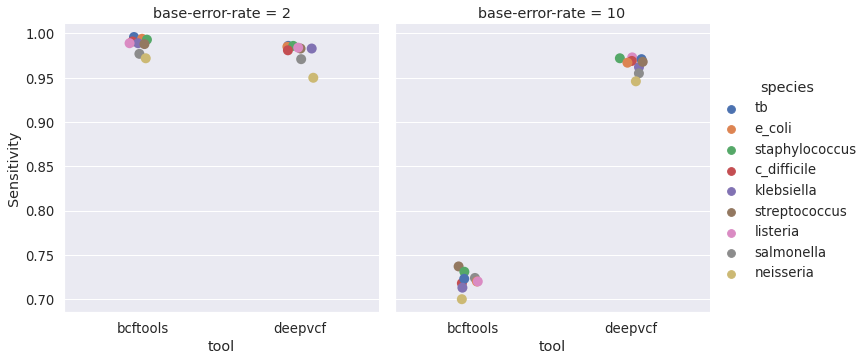 base-error-rate = 2
base-error-rate = 10
1.00
0.95
0.90
0.85
0.80
0.75
0.70
Sensitivity
bcftools
deepvcf
tool
bcftools
deepvcf
tool
species
tb
e_coli
staphylococcus
c_difficile
klebsiella
streptococcus
listeria
salmonella
neisseria